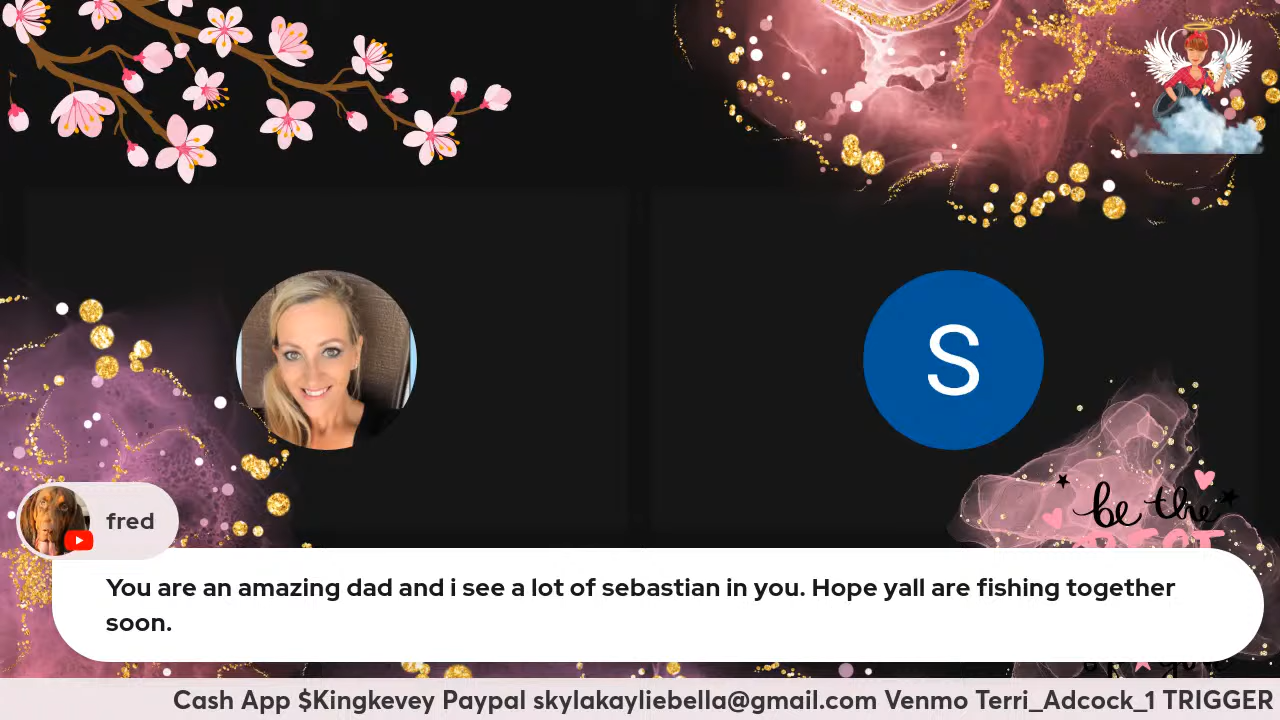 S
be the
fred
You are an amazing dad and i see a lot of sebastian in you. Hope yall are fishing together
soon.
Cash App $Kingkevey Paypal skylakayliebella@gmail.com Venmo Terri_Adcock_1 TRIGGER